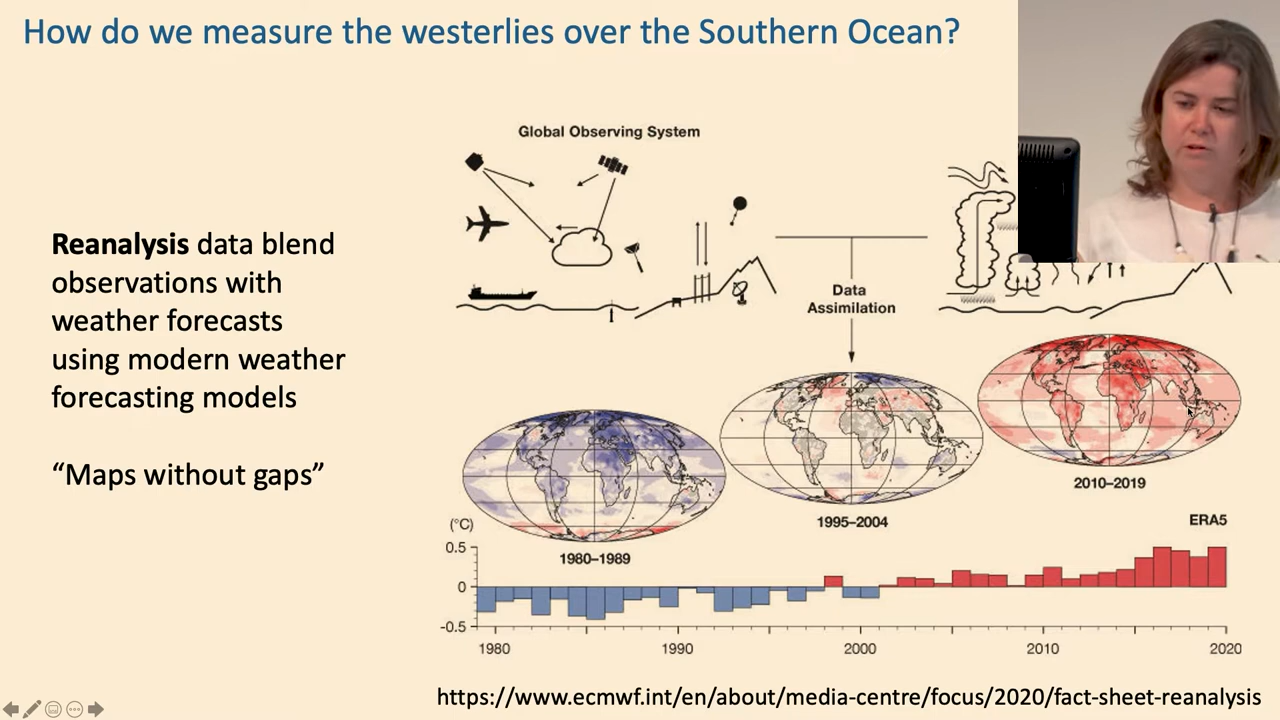 How do we measure the westerlies over the Southern Ocean?
Global Observing System
Reanalysis data blend
observations with
weather forecasts
using modern weather
forecasting models
“Maps without gaps”
Data
Assimilation
2010–2019
1995–2004
ERA5
(°C)
1980–1989
0.5
0
-0.5
1980
1990
2000
2010
2020
https://www.ecmwf.int/en/about/media-centre/focus/2020/fact-sheet-reanalysis